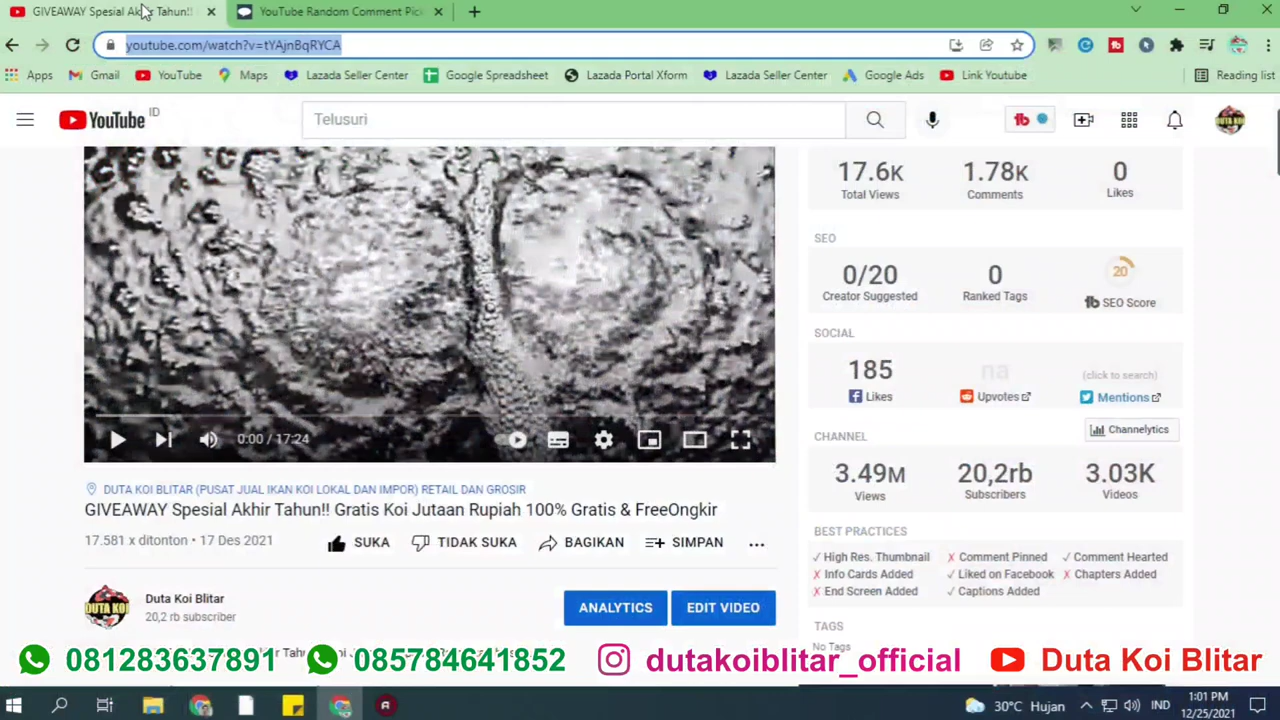 GIVEAWAY Spesial Akhir Tahun!!
YouTube Random Comment Pick
youtube.com/watch?v=tYAjnBqRYCA
Apps
Gmail
YouTube
Maps
Lazada Seller Center
Google Spreadsheet
Lazada Portal Xform
Lazada Seller Center
Google Ads
Link Youtube
Reading list
YouTube ID
Telusuri
tb
17.6K
1.78K
0
Total Views
Comments
Likes
SEO
0/20
0
20
Creator Suggested
Ranked Tags
tb SEO Score
SOCIAL
185
na
(click to search)
Likes
Upvotes
Mentions
CHANNEL
Channelytics
3.49M
20,2rb
3.03K
Views
Subscribers
Videos
BEST PRACTICES
✓ High Res. Thumbnail
✗ Comment Pinned
✓ Comment Hearted
✗ Info Cards Added
✓ Liked on Facebook
✗ Chapters Added
✗ End Screen Added
✓ Captions Added
TAGS
No Tags
0:00 / 17:24
DUTA KOI BLITAR (PUSAT JUAL IKAN KOI LOKAL DAN IMPOR) RETAIL DAN GROSIR
GIVEAWAY Spesial Akhir Tahun!! Gratis Koi Jutaan Rupiah 100% Gratis & FreeOngkir
17.581 x ditonton • 17 Des 2021
SUKA
TIDAK SUKA
BAGIKAN
SIMPAN
DUTA KOI
Duta Koi Blitar
20,2 rb subscriber
ANALYTICS
EDIT VIDEO
081283637891
085784641852
dutakoiblitar_official
Duta Koi Blitar
30°C Hujan
IND
1:01 PM
12/25/2021